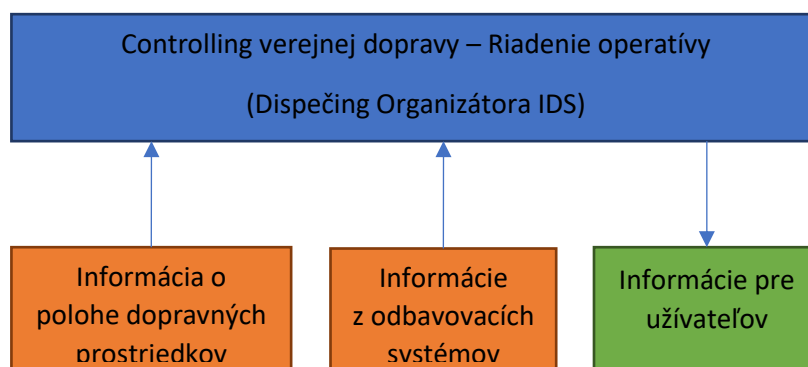 Controlling verejnej dopravy – Riadenie operatívy
(Dispečing Organizátora IDS)
Informácia o
polohe dopravných
prostriedkov
Informácie
z odbavovacích
systémov
Informácie pre
užívateľov